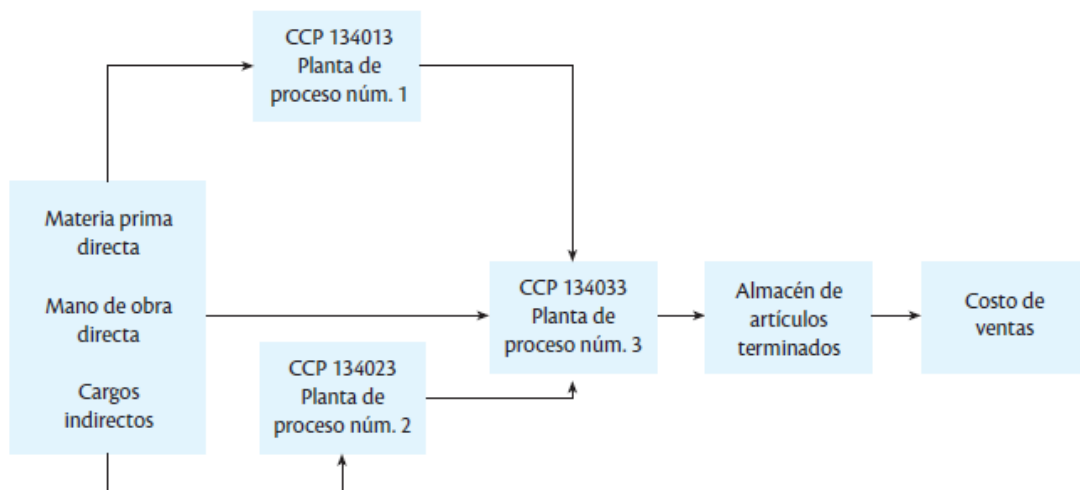 CCP 134013
Planta de
proceso núm. 1
Materia prima
directa
Mano de obra
directa
Cargos
indirectos
CCP 134033
Planta de
proceso núm. 3
CCP 134023
Planta de
proceso núm. 2
Almacén de
artículos
terminados
Costo de
ventas